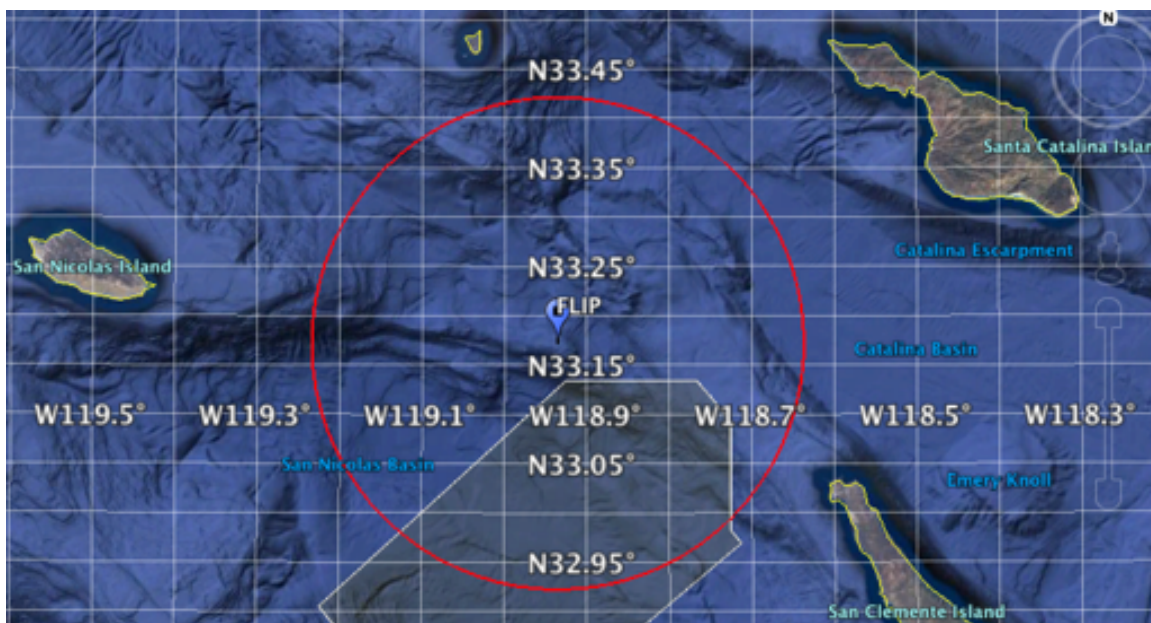 N
N33.45°
Santa Catalina Islan
N33.35°
Catalina Escarpment
San Nicolas Island
N33.25°
FLIP
Catalina Basin
N33.15°
W119.5° W119.3° W119.1° W118.9° W118.7° W118.5° W118.3°
San Nicolas Basin
N33.05°
Emery Knoll
N32.95°
San Clemente Island